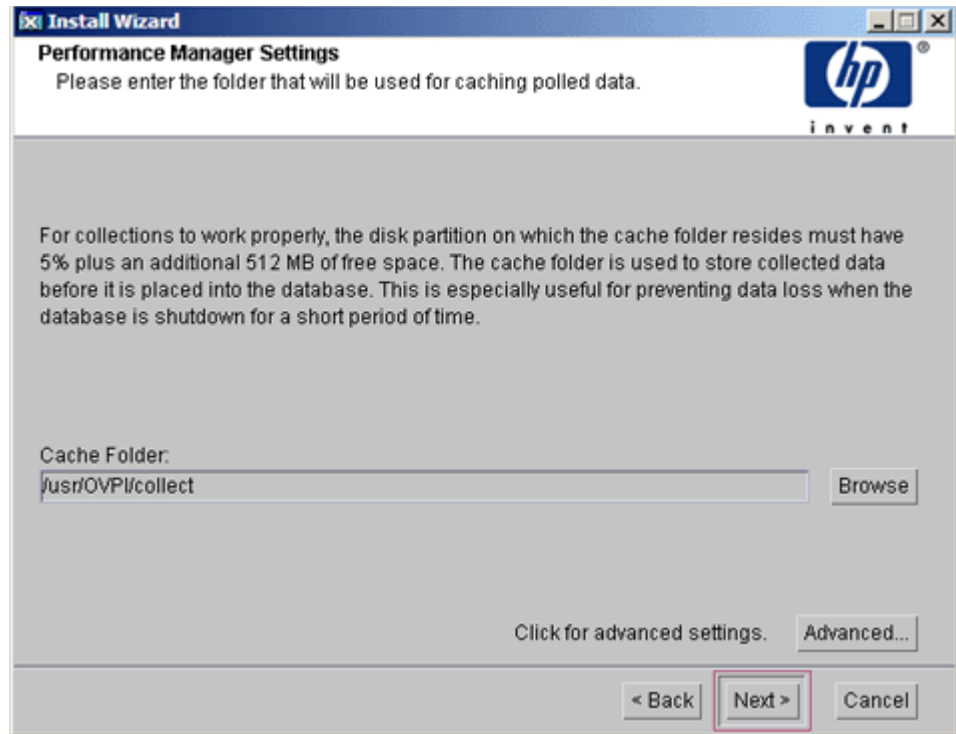 Install Wizard
Performance Manager Settings
Please enter the folder that will be used for caching polled data.
hp
®
invent
For collections to work properly, the disk partition on which the cache folder resides must have
5% plus an additional 512 MB of free space. The cache folder is used to store collected data
before it is placed into the database. This is especially useful for preventing data loss when the
database is shutdown for a short period of time.
Cache Folder:
/usr/OVPI/collect Browse
Click for advanced settings. Advanced...
< Back Next > Cancel